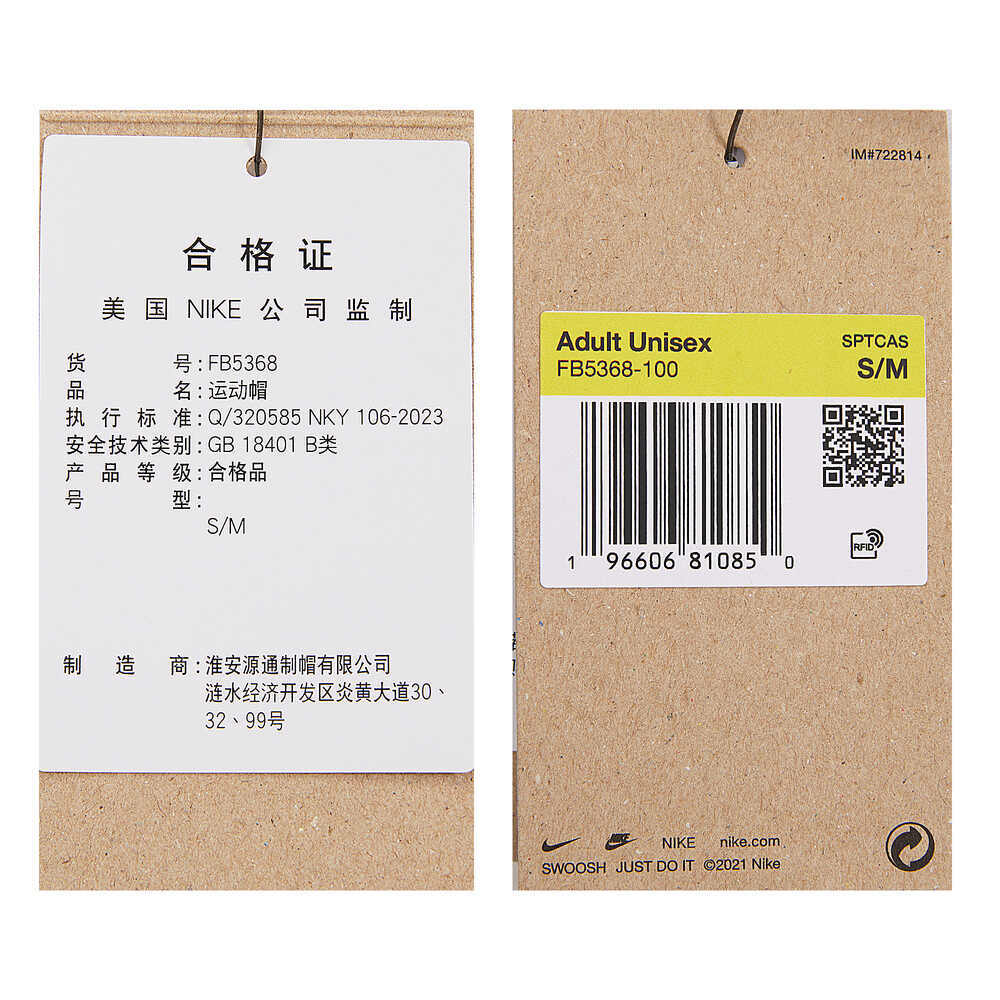 合格证
美国 NIKE 公司监制
货号:FB5368
品名:运动帽
执行标准:Q/320585 NKY 106-2023
安全技术类别:GB 18401 B类
产品等级:合格品
号型:
S/M
制造商:淮安源通制帽有限公司
涟水经济开发区炎黄大道30、
32、99号
IM#722814
Adult Unisex SPTCAS
FB5368-100 S/M
1 96606 81085 0
RFID
NIKE nike.com
SWOOSH JUST DO IT ©2021 Nike